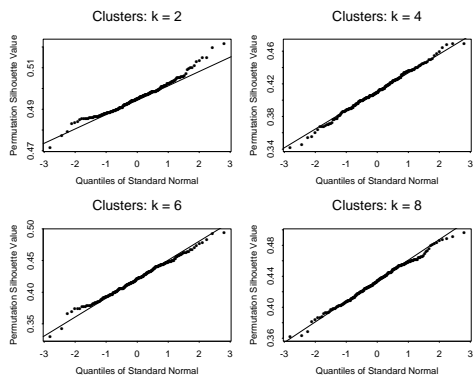 Clusters: k = 2
Permutation Silhouette Value
0.47 0.49 0.51
-3 -2 -1 0 1 2 3
Quantiles of Standard Normal
Clusters: k = 4
Permutation Silhouette Value
0.34 0.38 0.42 0.46
-3 -2 -1 0 1 2 3
Quantiles of Standard Normal
Clusters: k = 6
Permutation Silhouette Value
0.35 0.40 0.45 0.50
-3 -2 -1 0 1 2 3
Quantiles of Standard Normal
Clusters: k = 8
Permutation Silhouette Value
0.36 0.40 0.44 0.48
-3 -2 -1 0 1 2 3
Quantiles of Standard Normal